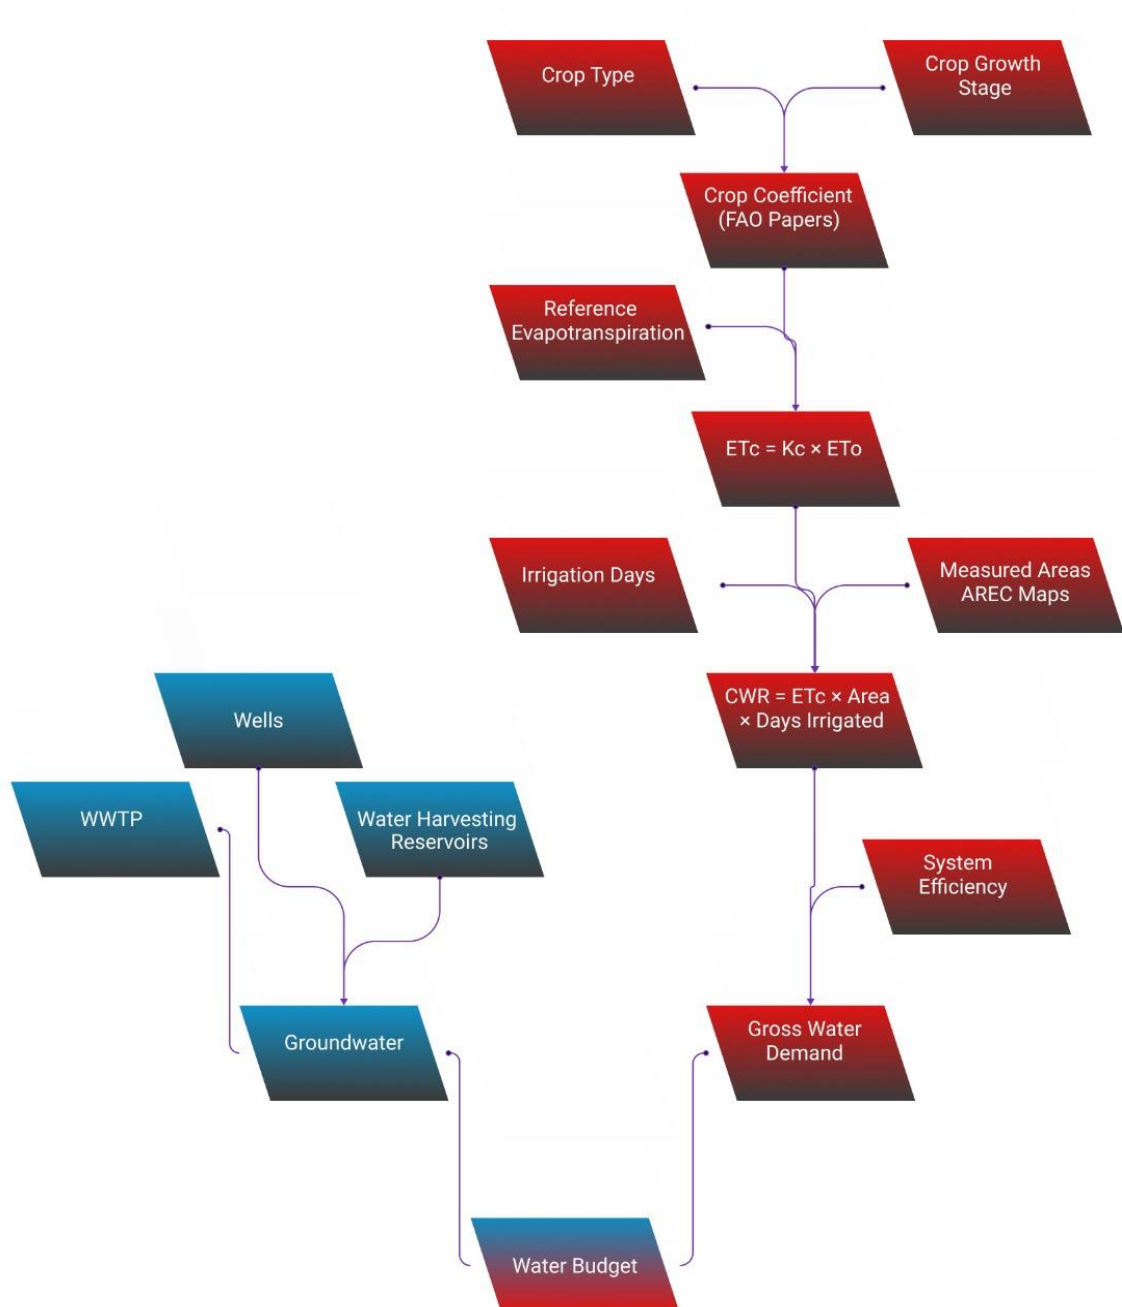 Crop Type
Crop Growth
Stage
Crop Coefficient
(FAO Papers)
Reference
Evapotranspiration
ETc = Kc × ETo
Irrigation Days
Measured Areas
AREC Maps
Wells
CWR = ETc × Area
× Days Irrigated
WWTP
Water Harvesting
Reservoirs
System
Efficiency
Groundwater
Gross Water
Demand
Water Budget